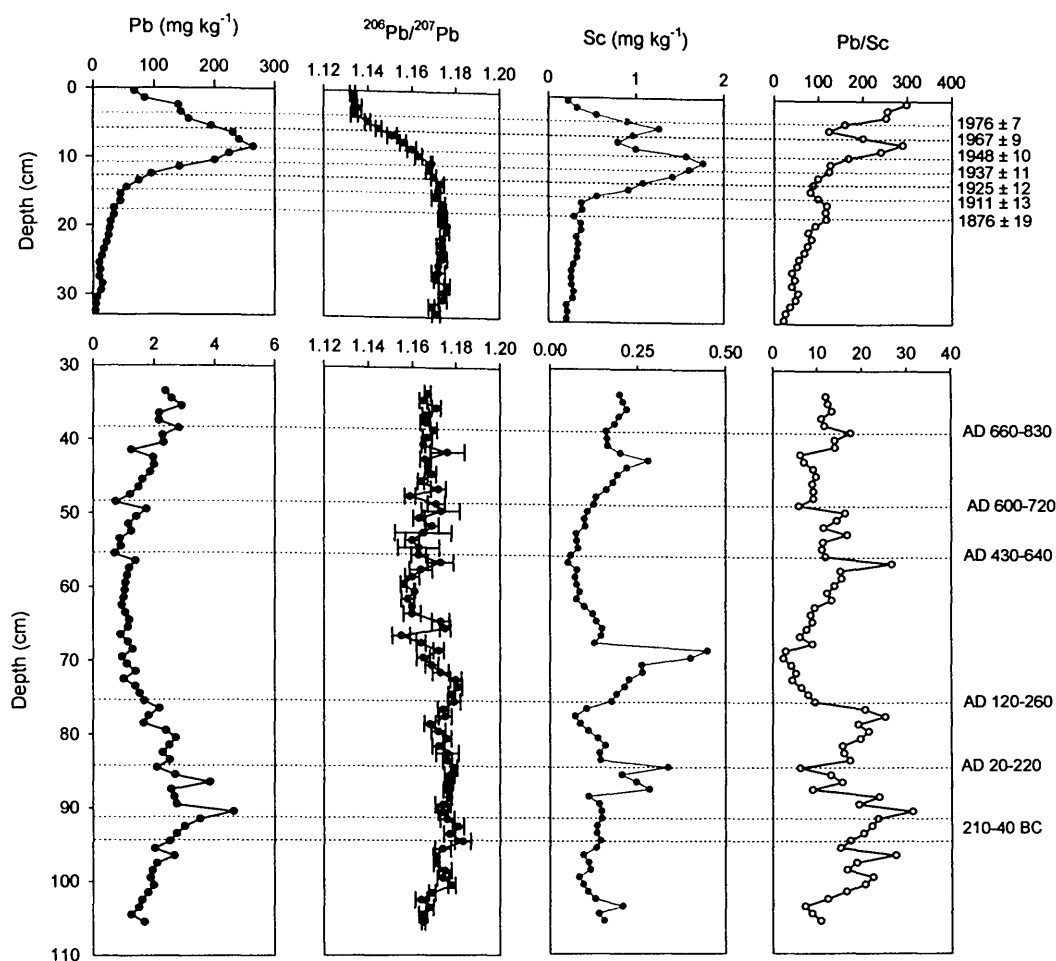 Pb (mg kg⁻¹) ²⁰⁶Pb/²⁰⁷Pb Sc (mg kg⁻¹) Pb/Sc
0 100 200 300 1.12 1.14 1.16 1.18 1.20 0 1 2 0 100 200 300 400
0
10
20
30
Depth (cm)
1976 ± 7
1967 ± 9
1948 ± 10
1937 ± 11
1925 ± 12
1911 ± 13
1876 ± 19
0 2 4 6 1.12 1.14 1.16 1.18 1.20 0.00 0.25 0.50 0 10 20 30 40
30
40
50
60
70
80
90
100
110
Depth (cm)
AD 660-830
AD 600-720
AD 430-640
AD 120-260
AD 20-220
210-40 BC